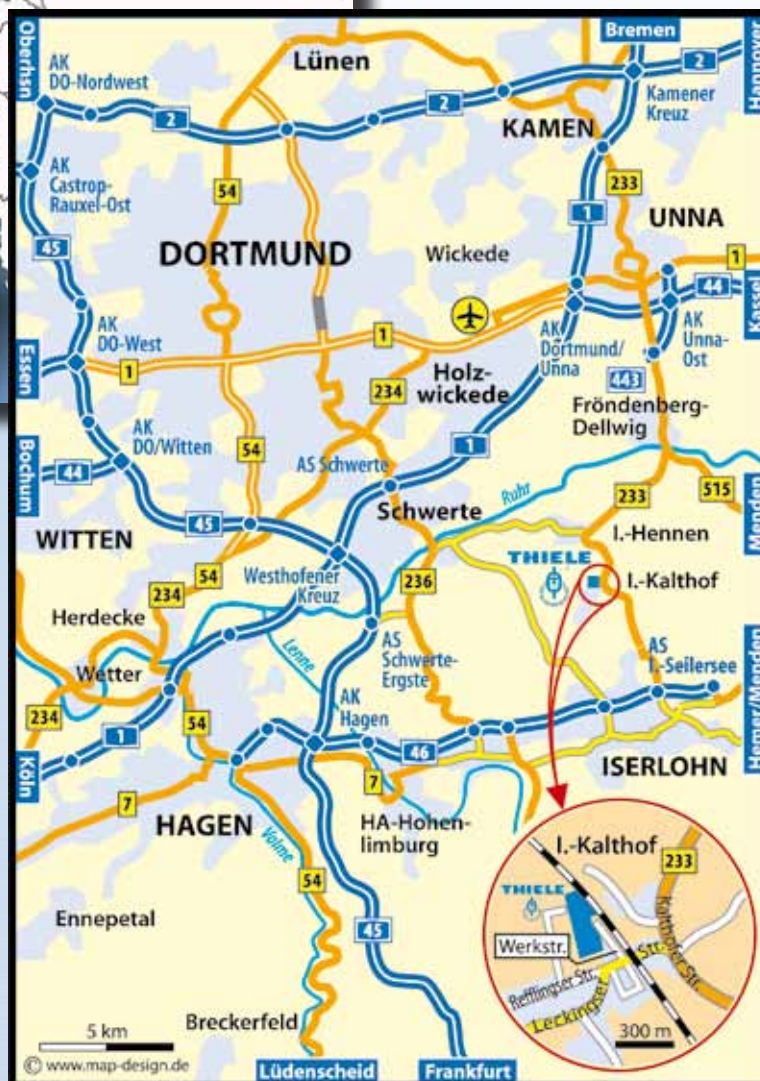 Oberhsn
AK
DO-Nordwest
Lünen
Bremen
Hannover
2
2
2
Kamener
Kreuz
KAMEN
AK
Castrop-
Rauxel-Ost
54
233
1
UNNA
45
DORTMUND
Wickede
1
44
Kassel
AK
DO-West
1
AK
Dortmund/
Unna
AK
Unna-
Ost
Essen
1
Holz-
wickede
234
443
Fröndenberg-
Dellwig
AK
DO/Witten
54
1
Bochum
44
AS Schwerte
Ruhr
233
515
Menden
45
Schwerte
WITTEN
I.-Hennen
54
Westhofener
Kreuz
THIELE
I.-Kalthof
234
236
Herdecke
Lenne
AS
Schwerte-
Ergste
AS
I.-Seilersee
Wetter
AK
Hagen
234
54
1
46
Hemer/Menden
Köln
7
ISERLOHN
7
HAGEN
HA-Hohen-
limburg
Volme
I.-Kalthof
233
54
THIELE
Kalthofer Str.
Ennepetal
45
Werkstr.
Refflingser Str.
Leckingser Str.
Breckerfeld
5 km
300 m
© www.map-design.de
Lüdenscheid
Frankfurt